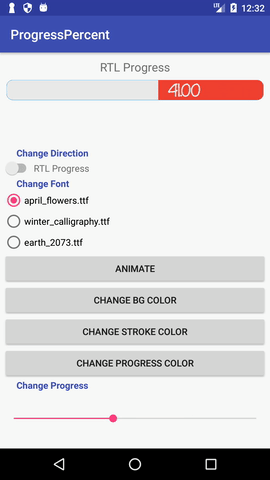 LTE 12:32
ProgressPercent
RTL Progress
41.00
Change Direction
RTL Progress
Change Font
april_flowers.ttf
winter_calligraphy.ttf
earth_2073.ttf
ANIMATE
CHANGE BG COLOR
CHANGE STROKE COLOR
CHANGE PROGRESS COLOR
Change Progress